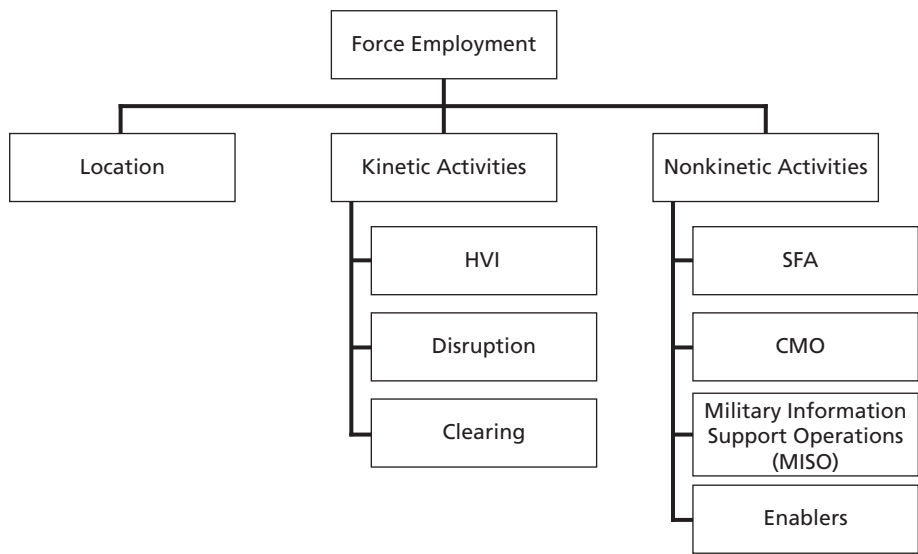 Force Employment
Location
Kinetic Activities
Nonkinetic Activities
HVI
SFA
Disruption
CMO
Clearing
Military Information
Support Operations
(MISO)
Enablers